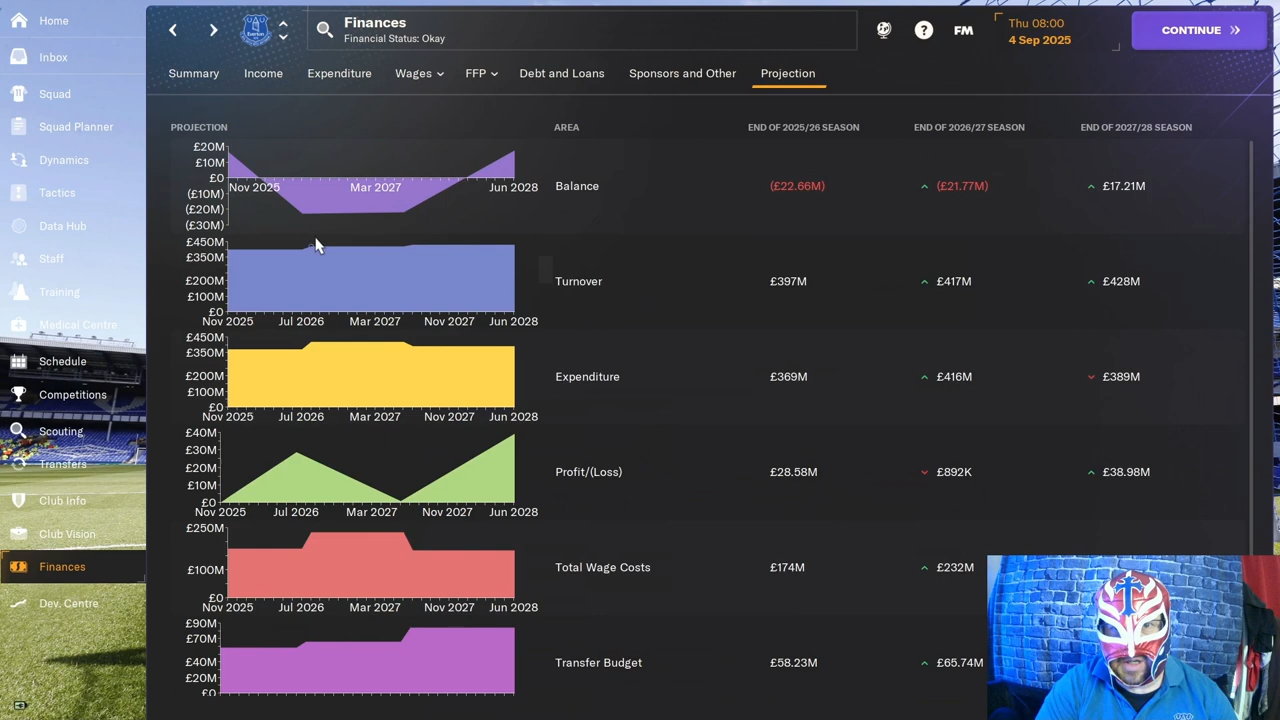 Home
Inbox
Squad
Squad Planner
Dynamics
Tactics
Data Hub
Staff
Training
Medical Centre
Schedule
Competitions
Scouting
Transfers
Club Info
Club Vision
Finances
Dev. Centre
Everton
Finances
Financial Status: Okay
?
FM
Thu 08:00
4 Sep 2025
CONTINUE
Summary
Income
Expenditure
Wages
FFP
Debt and Loans
Sponsors and Other
Projection
PROJECTION
AREA
END OF 2025/26 SEASON
END OF 2026/27 SEASON
END OF 2027/28 SEASON
£20M
£10M
£0
(£10M)
(£20M)
(£30M)
Nov 2025 Mar 2027 Jun 2028
Balance (£22.66M) (£21.77M) £17.21M
£450M
£350M
£200M
£100M
£0
Nov 2025 Jul 2026 Mar 2027 Nov 2027 Jun 2028
Turnover £397M £417M £428M
£450M
£350M
£200M
£100M
£0
Nov 2025 Jul 2026 Mar 2027 Nov 2027 Jun 2028
Expenditure £369M £416M £389M
£40M
£30M
£20M
£10M
£0
Nov 2025 Jul 2026 Mar 2027 Nov 2027 Jun 2028
Profit/(Loss) £28.58M £892K £38.98M
£250M
£100M
£0
Nov 2025 Jul 2026 Mar 2027 Nov 2027 Jun 2028
Total Wage Costs £174M £232M
£90M
£70M
£40M
£20M
£0
Transfer Budget £58.23M £65.74M